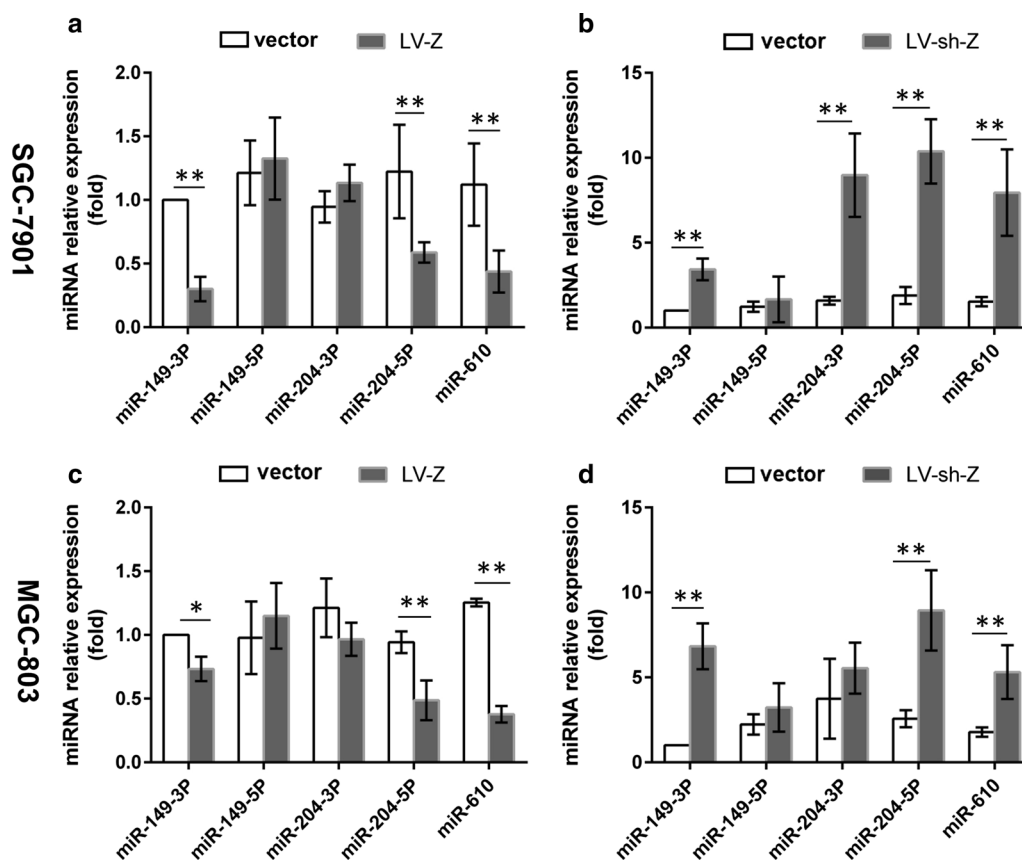 a
vector
LV-Z
SGC-7901
miRNA relative expression
(fold)
2.0
1.5
1.0
0.5
0.0
**
**
**
miR-149-3P
miR-149-5P
miR-204-3P
miR-204-5P
miR-610
b
vector
LV-sh-Z
miRNA relative expression
(fold)
15
10
5
0
**
**
**
**
miR-149-3P
miR-149-5P
miR-204-3P
miR-204-5P
miR-610
c
vector
LV-Z
MGC-803
miRNA relative expression
(fold)
2.0
1.5
1.0
0.5
0.0
*
**
**
miR-149-3P
miR-149-5P
miR-204-3P
miR-204-5P
miR-610
d
vector
LV-sh-Z
miRNA relative expression
(fold)
15
10
5
0
**
**
**
miR-149-3P
miR-149-5P
miR-204-3P
miR-204-5P
miR-610